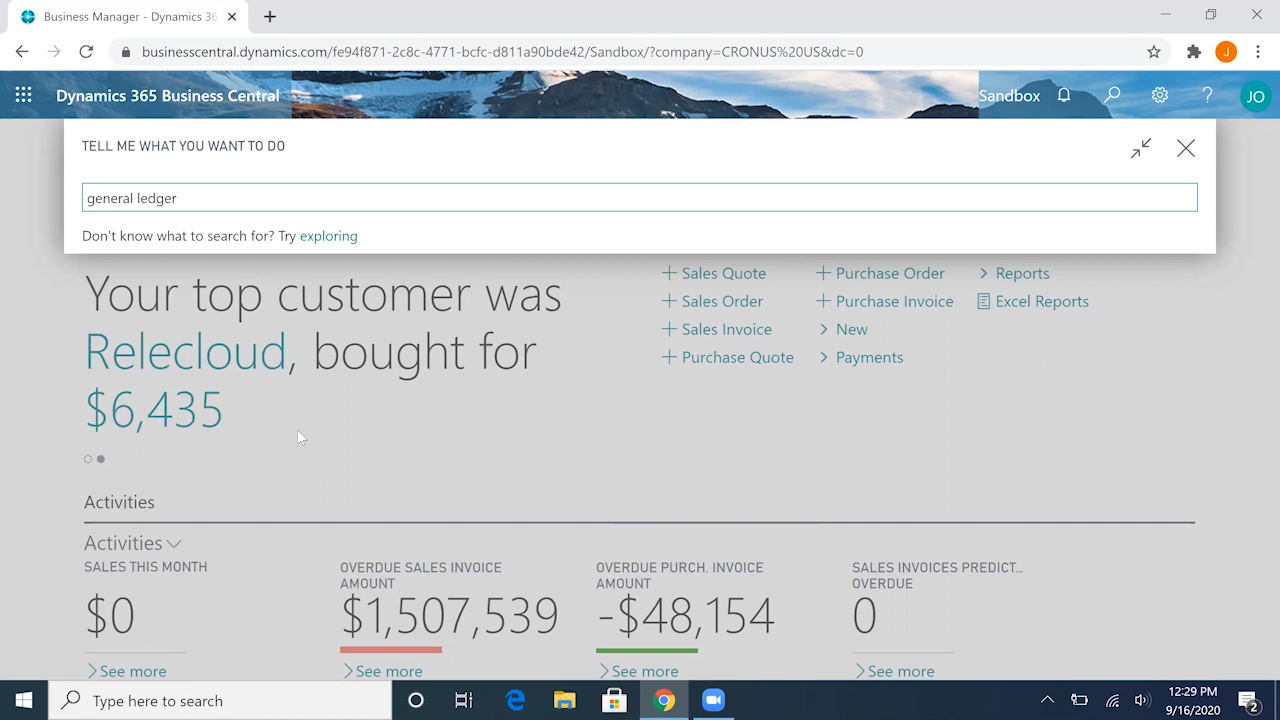 Business Manager - Dynamics 36
businesscentral.dynamics.com/fe94f871-2c8c-4771-bcfc-d811a90bde42/Sandbox/?company=CRONUS%20US&dc=0
J
Dynamics 365 Business Central
Sandbox
JO
TELL ME WHAT YOU WANT TO DO
general ledger
Don't know what to search for? Try exploring
Your top customer was
Relecloud, bought for
$6,435
+ Sales Quote
+ Purchase Order
> Reports
+ Sales Order
+ Purchase Invoice
Excel Reports
+ Sales Invoice
> New
+ Purchase Quote
> Payments
Activities
Activities
SALES THIS MONTH
$0
> See more
OVERDUE SALES INVOICE
AMOUNT
$1,507,539
> See more
OVERDUE PURCH. INVOICE
AMOUNT
-$48,154
> See more
SALES INVOICES PREDICT...
OVERDUE
0
> See more
Type here to search
12:29 PM
9/16/2020
2